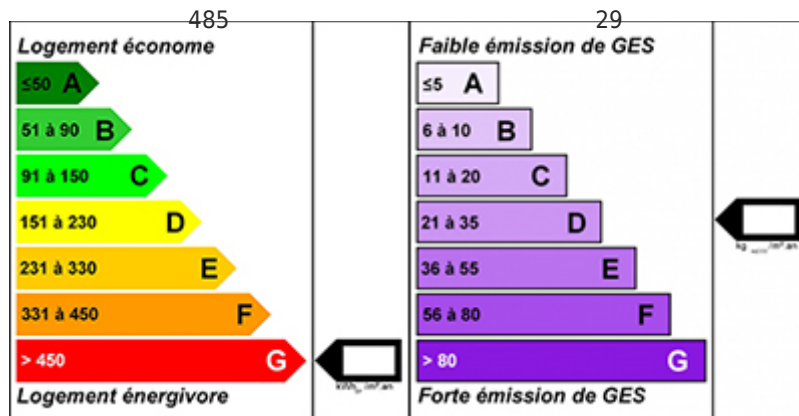 485
Logement économe
≤50 A
51 à 90 B
91 à 150 C
151 à 230 D
231 à 330 E
331 à 450 F
> 450 G
Logement énergivore
29
Faible émission de GES
≤5 A
6 à 10 B
11 à 20 C
21 à 35 D
36 à 55 E
56 à 80 F
> 80 G
Forte émission de GES